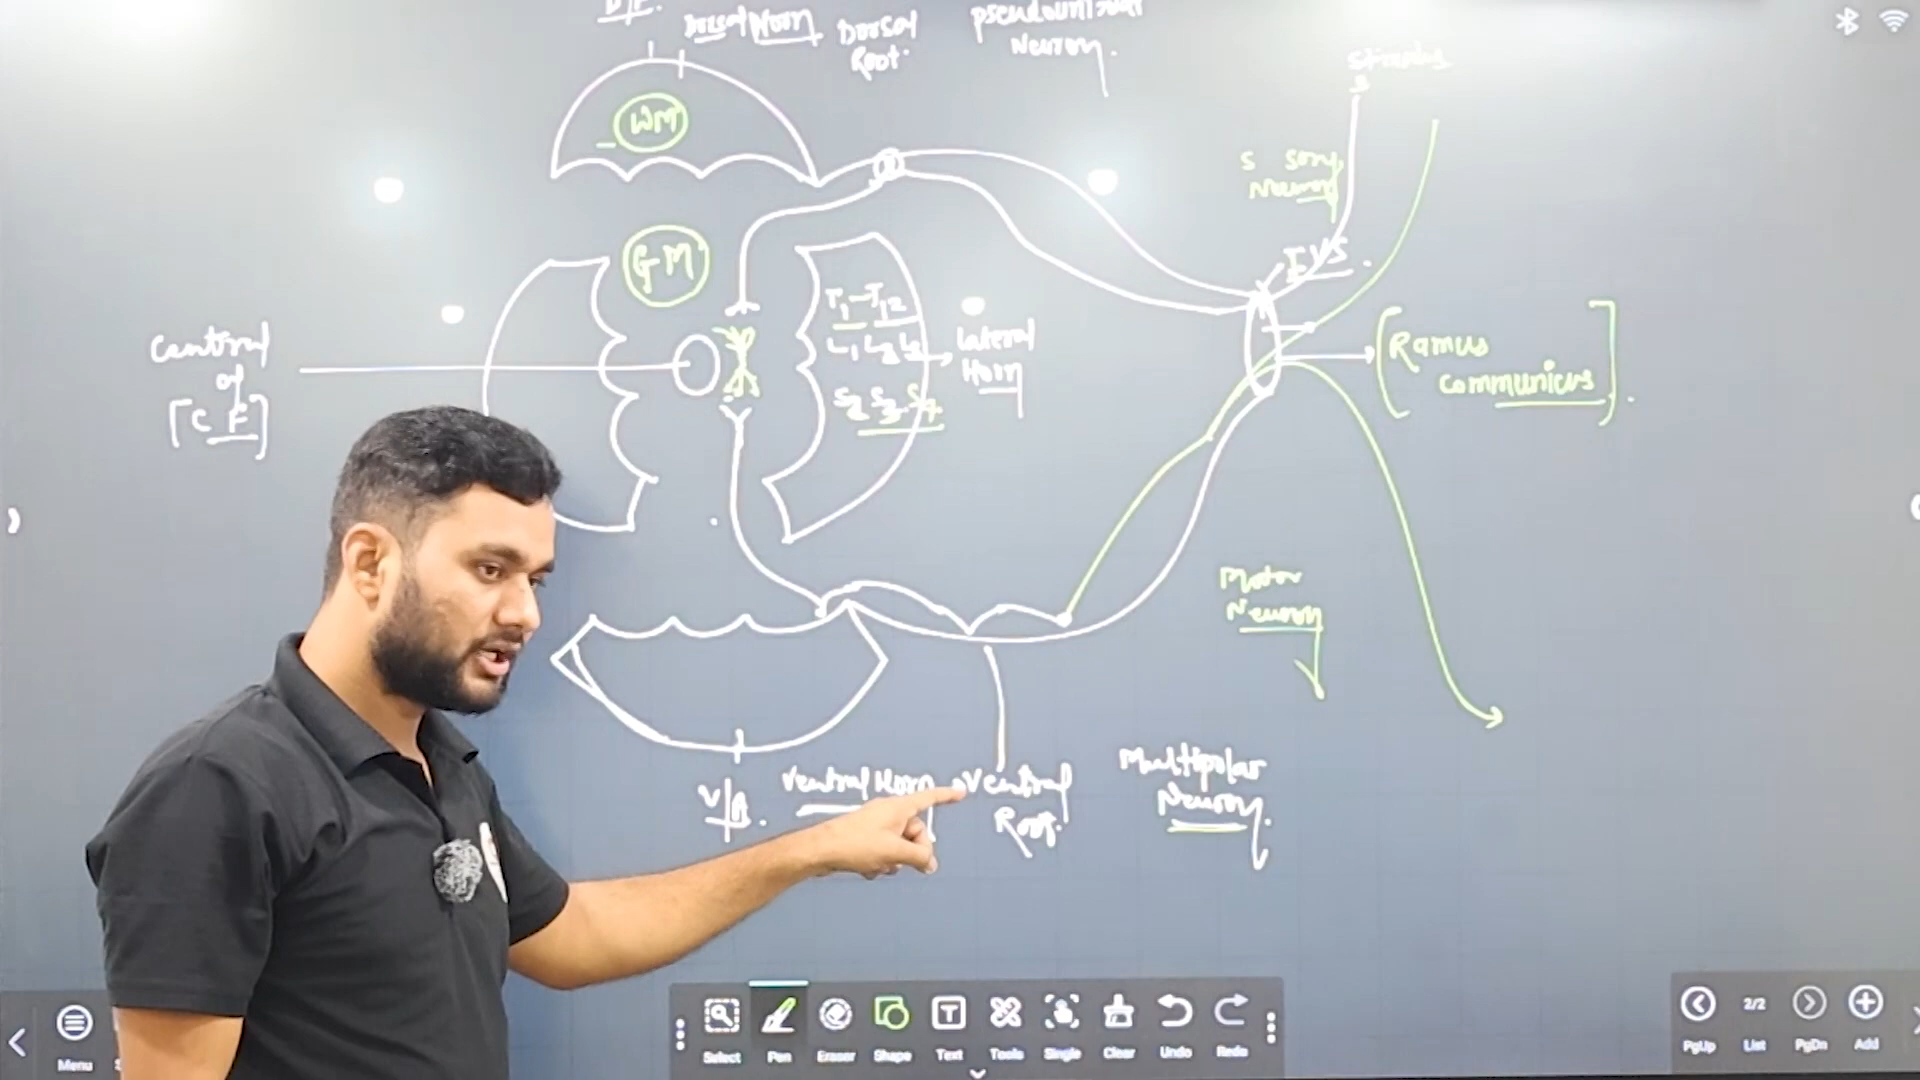 Dorsal Horn
Dorsal
Root.
Neuron.
WM
Neuron
GM
IVS.
T1-T12
L1 L2 L3
S2 S3 S4
Lateral
Horn
Central
of
[CF]
[Ramus
Communicus].
Motor
Neuron
V/A.
Ventral Horn
Ventral
Root.
Multipolar
Neuron.
Select
Pen
Eraser
Shape
Text
Tools
Single
Clear
Undo
Redo
Menu
PgUp
2/2
List
PgDn
Add